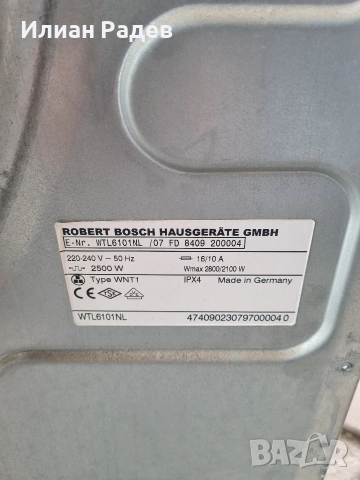 Илиан Радев
ROBERT BOSCH HAUSGERÄTE GMBH
E-Nr. WTL6101NL /07 FD 8409 200004
220-240 V ~ 50 Hz 16/10 A
2500 W Wmax 2800/2100 W
Type WNT1 IPX4 Made in Germany
WTL6101NL 474090230797000040
BAZAR